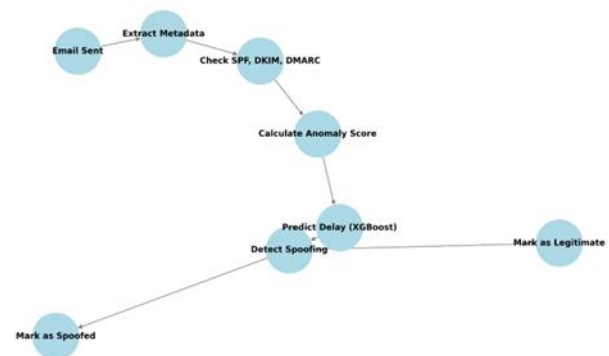 Email Sent
Extract Metadata
Check SPF, DKIM, DMARC
Calculate Anomaly Score
Predict Delay (XGBoost)
Detect Spoofing
Mark as Legitimate
Mark as Spoofed